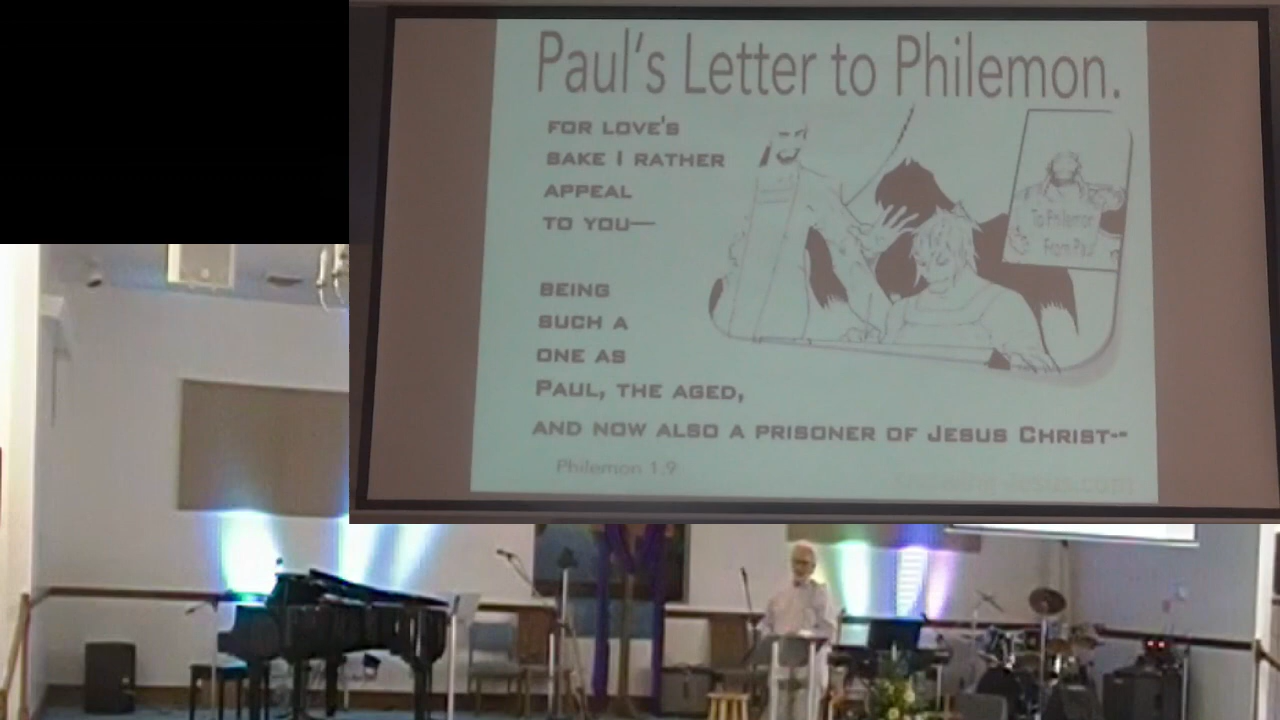 Paul's Letter to Philemon.
FOR LOVE'S
SAKE I RATHER
APPEAL
TO YOU—
BEING
SUCH A
ONE AS
PAUL, THE AGED,
AND NOW ALSO A PRISONER OF JESUS CHRIST--
Philemon 1.9
To Philemon
From Paul